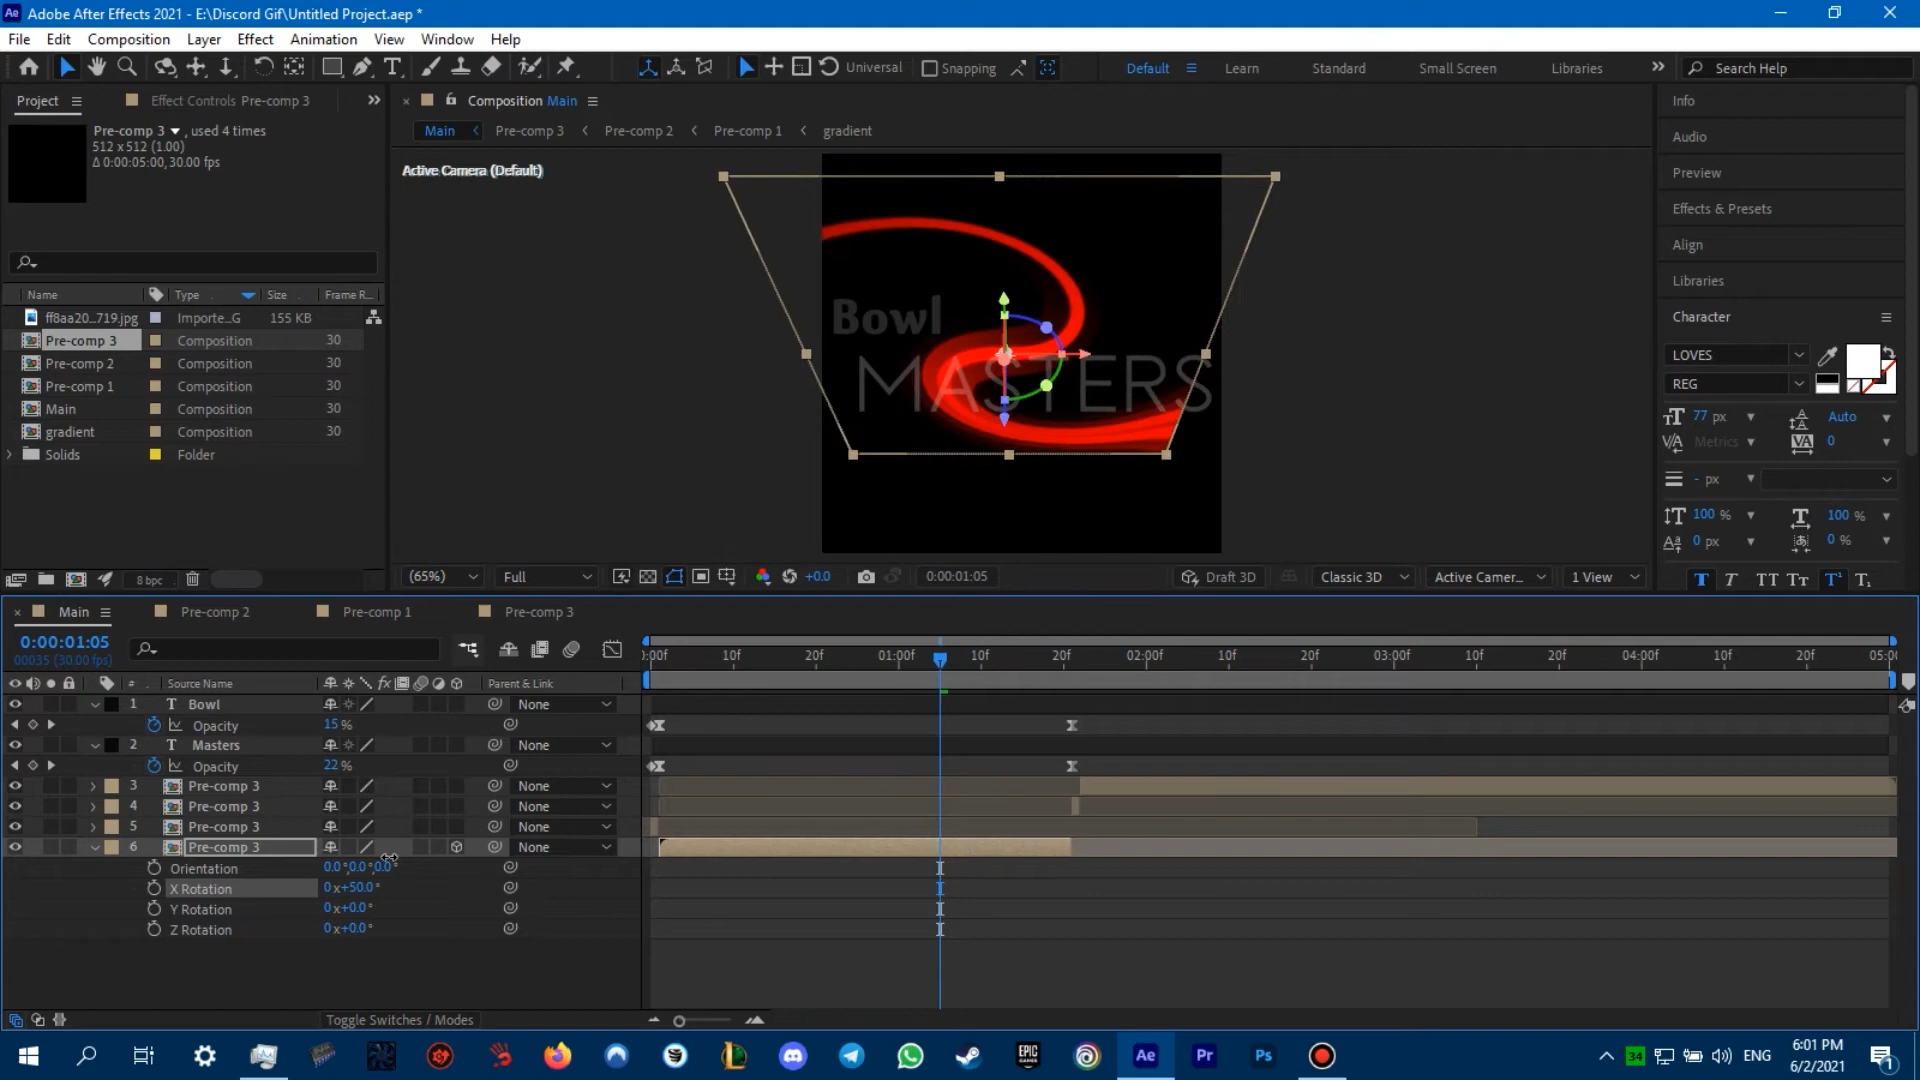 Adobe After Effects 2021 - E:\Discord Gif\Untitled Project.aep *
File Edit Composition Layer Effect Animation View Window Help
Universal Snapping Default Learn Standard Small Screen Libraries Search Help
Project Effect Controls Pre-comp 3
Pre-comp 3 , used 4 times
512 x 512 (1.00)
Δ 0:00:05:00, 30.00 fps
Name Type Size Frame R...
ff8aa20...719.jpg Importe...G 155 KB
Pre-comp 3 Composition 30
Pre-comp 2 Composition 30
Pre-comp 1 Composition 30
Main Composition 30
gradient Composition 30
Solids Folder
8 bpc
Composition Main
Main Pre-comp 3 Pre-comp 2 Pre-comp 1 gradient
Active Camera (Default)
Bowl
MASTERS
(65%) Full +0.0 0:00:01:05 Draft 3D Classic 3D Active Camer... 1 View
Info
Audio
Preview
Effects & Presets
Align
Libraries
Character
LOVES
REG
77 px Auto
Metrics 0
- px
100 % 100 %
0 px 0 %
Main Pre-comp 2 Pre-comp 1 Pre-comp 3
0:00:01:05
00035 (30.00 fps)
# Source Name Parent & Link
:00f 10f 20f 01:00f 10f 20f 02:00f 10f 20f 03:00f 10f 20f 04:00f 10f 20f 05:00
1 T Bowl None
Opacity 15 %
2 T Masters None
Opacity 22 %
3 Pre-comp 3 None
4 Pre-comp 3 None
5 Pre-comp 3 None
6 Pre-comp 3 None
Orientation 0.0°,0.0°,0.0°
X Rotation 0 x+50.0°
Y Rotation 0 x+0.0°
Z Rotation 0 x+0.0°
Toggle Switches / Modes
Ae Pr Ps EPIC GAMES 34 ENG
6:01 PM
6/2/2021
1